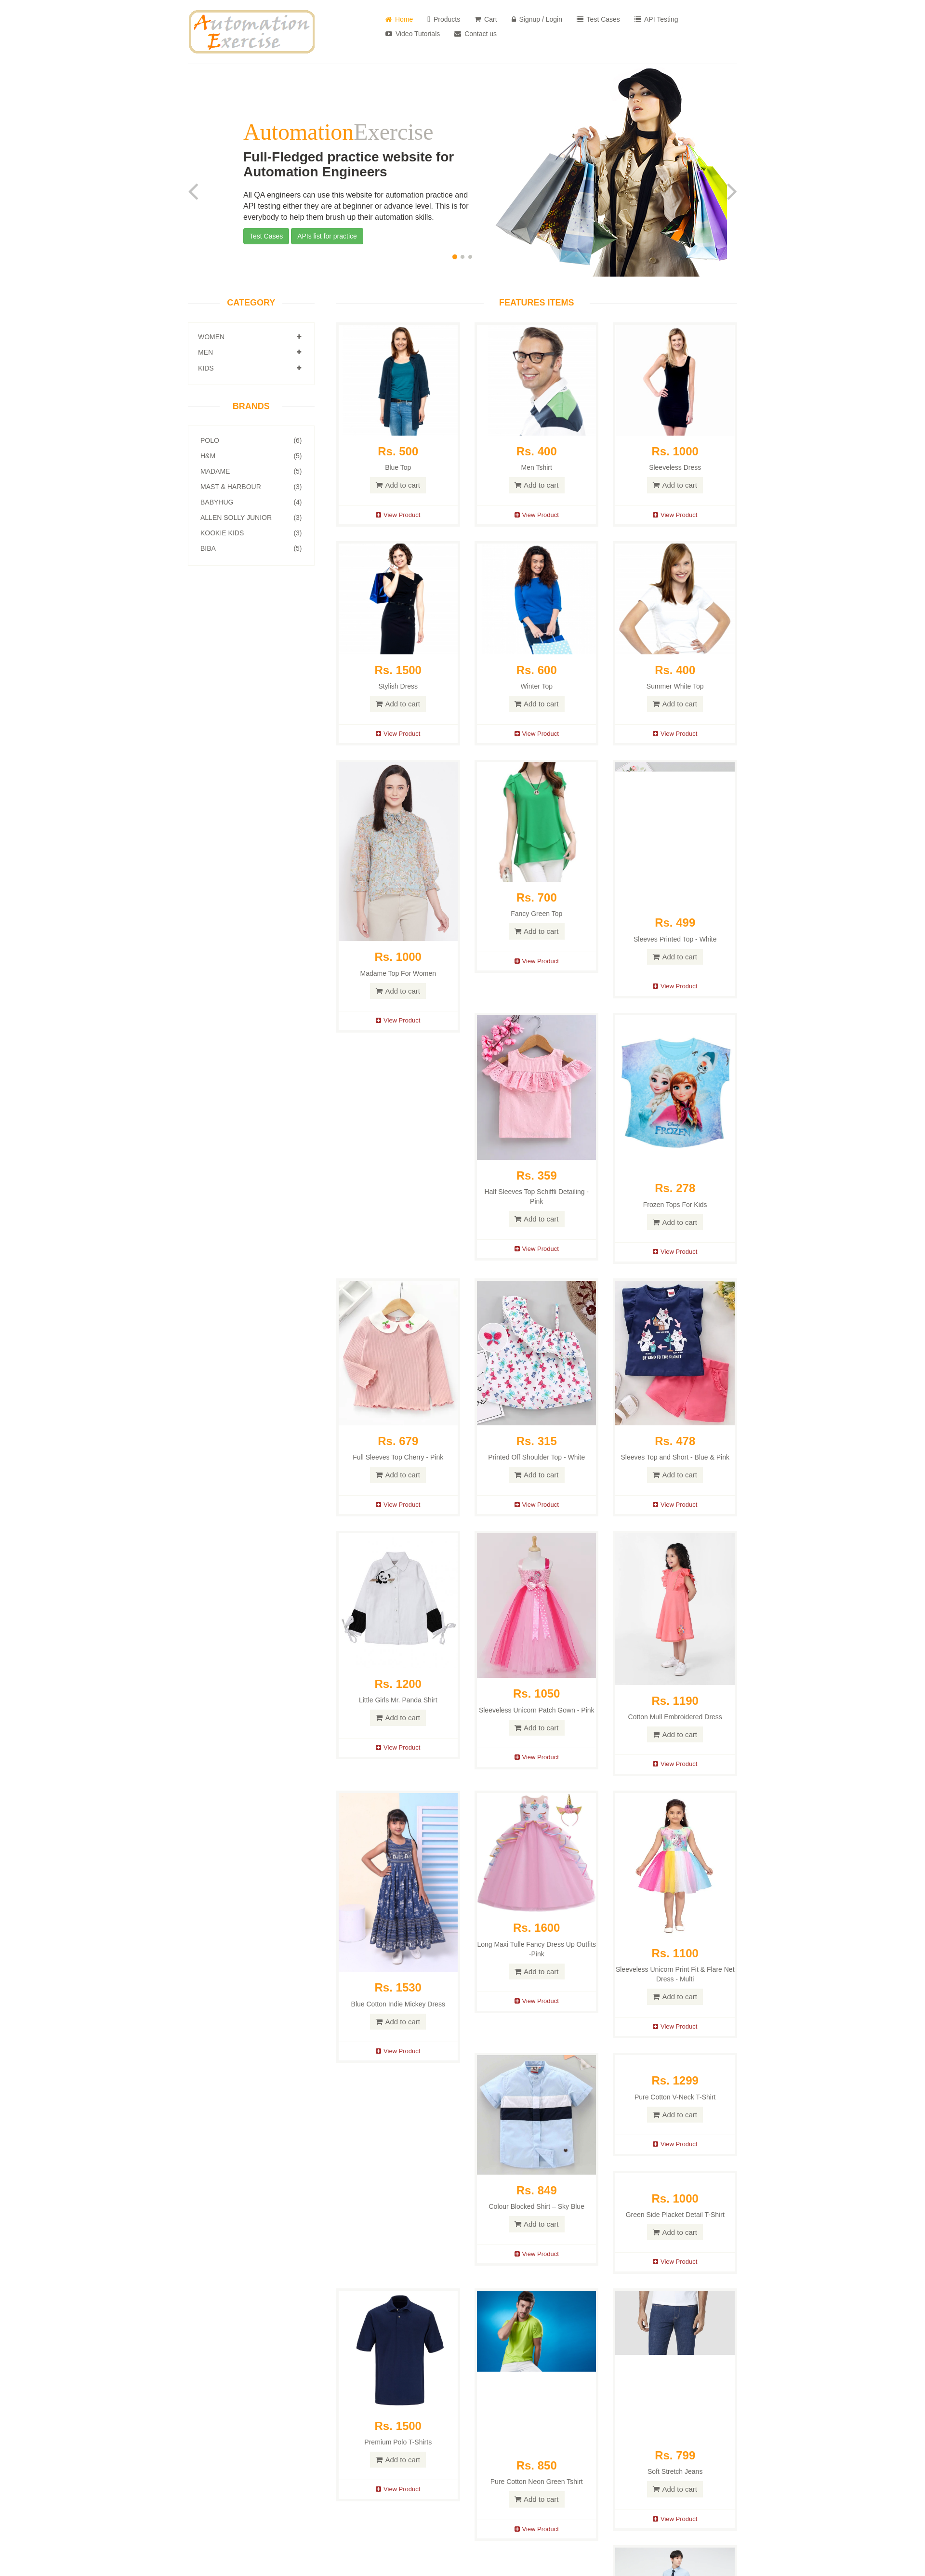 Automation
Exercise
Home Products Cart Signup / Login Test Cases API Testing
Video Tutorials Contact us
AutomationExercise
Full-Fledged practice website for
Automation Engineers
All QA engineers can use this website for automation practice and
API testing either they are at beginner or advance level. This is for
everybody to help them brush up their automation skills.
Test Cases APIs list for practice
CATEGORY
WOMEN
MEN
KIDS
BRANDS
POLO (6)
H&M (5)
MADAME (5)
MAST & HARBOUR (3)
BABYHUG (4)
ALLEN SOLLY JUNIOR (3)
KOOKIE KIDS (3)
BIBA (5)
FEATURES ITEMS
Rs. 500
Blue Top
Add to cart
View Product
Rs. 400
Men Tshirt
Add to cart
View Product
Rs. 1000
Sleeveless Dress
Add to cart
View Product
Rs. 1500
Stylish Dress
Add to cart
View Product
Rs. 600
Winter Top
Add to cart
View Product
Rs. 400
Summer White Top
Add to cart
View Product
Rs. 1000
Madame Top For Women
Add to cart
View Product
Rs. 700
Fancy Green Top
Add to cart
View Product
Rs. 499
Sleeves Printed Top - White
Add to cart
View Product
Rs. 359
Half Sleeves Top Schiffli Detailing -
Pink
Add to cart
View Product
FROZEN
Rs. 278
Frozen Tops For Kids
Add to cart
View Product
Rs. 679
Full Sleeves Top Cherry - Pink
Add to cart
View Product
Rs. 315
Printed Off Shoulder Top - White
Add to cart
View Product
BE KIND TO THE PLANET
Rs. 478
Sleeves Top and Short - Blue & Pink
Add to cart
View Product
Rs. 1200
Little Girls Mr. Panda Shirt
Add to cart
View Product
Rs. 1050
Sleeveless Unicorn Patch Gown - Pink
Add to cart
View Product
Rs. 1190
Cotton Mull Embroidered Dress
Add to cart
View Product
Rs. 1530
Blue Cotton Indie Mickey Dress
Add to cart
View Product
Rs. 1600
Long Maxi Tulle Fancy Dress Up Outfits
-Pink
Add to cart
View Product
Rs. 1100
Sleeveless Unicorn Print Fit & Flare Net
Dress - Multi
Add to cart
View Product
Rs. 849
Colour Blocked Shirt – Sky Blue
Add to cart
View Product
Rs. 1299
Pure Cotton V-Neck T-Shirt
Add to cart
View Product
Rs. 1000
Green Side Placket Detail T-Shirt
Add to cart
View Product
Rs. 1500
Premium Polo T-Shirts
Add to cart
View Product
Rs. 850
Pure Cotton Neon Green Tshirt
Add to cart
View Product
Rs. 799
Soft Stretch Jeans
Add to cart
View Product